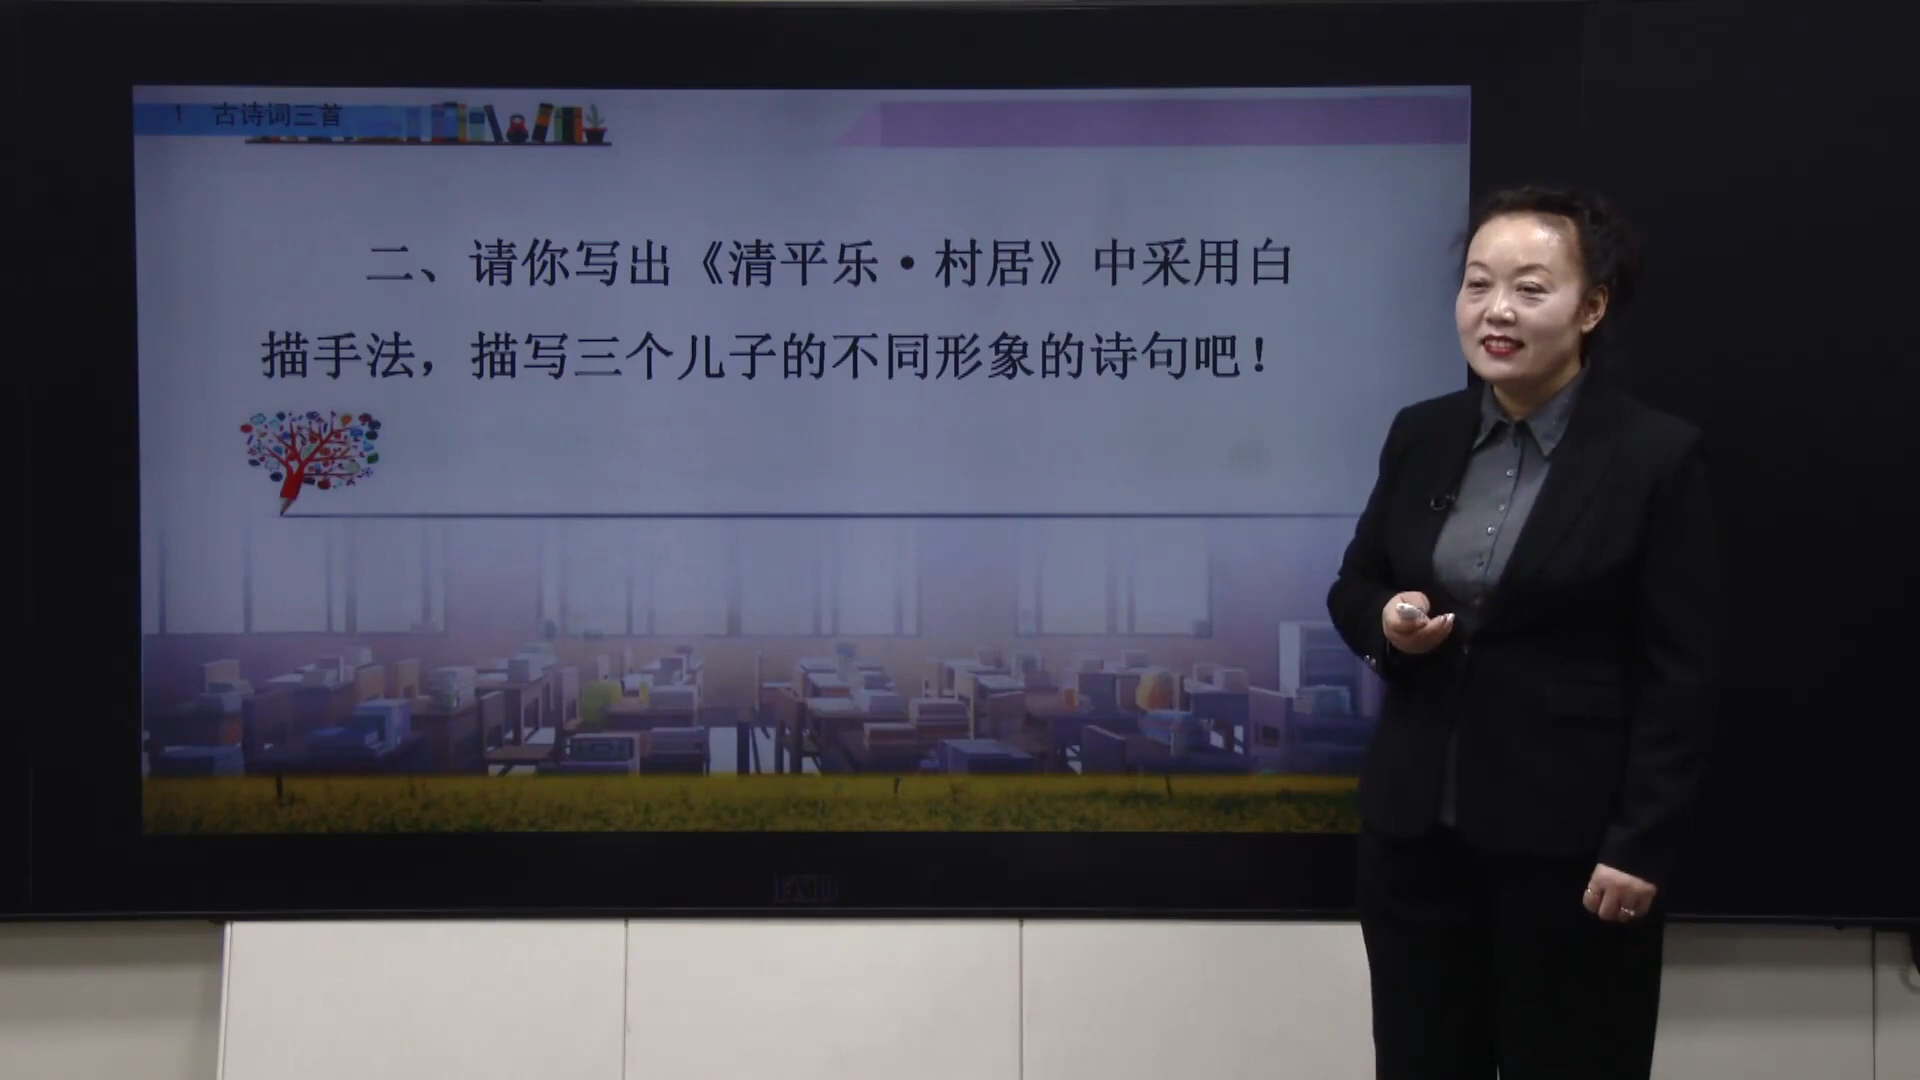 1 古诗词三首
二、请你写出《清平乐·村居》中采用白
描手法，描写三个儿子的不同形象的诗句吧！